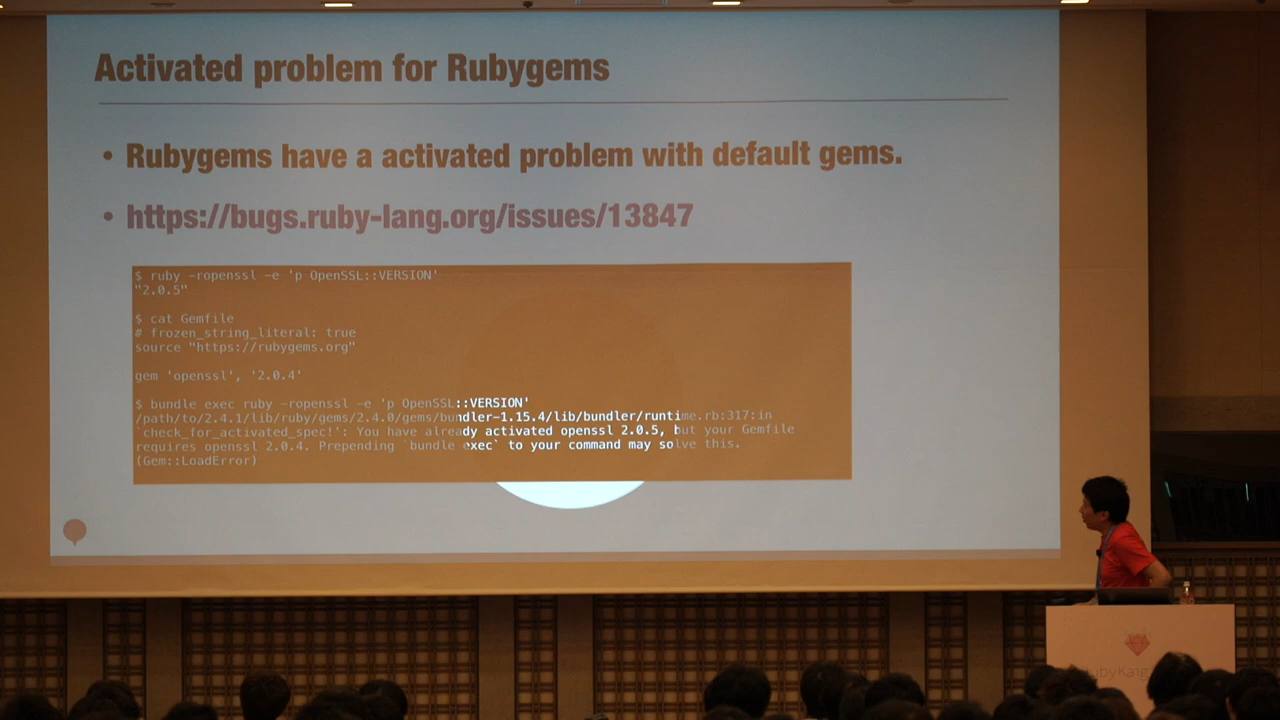 Activated problem for Rubygems
• Rubygems have a activated problem with default gems.
• https://bugs.ruby-lang.org/issues/13847
$ ruby -ropenssl -e 'p OpenSSL::VERSION'
"2.0.5"
$ cat Gemfile
# frozen_string_literal: true
source "https://rubygems.org"
gem 'openssl', '2.0.4'
$ bundle exec ruby -ropenssl -e 'p OpenSSL::VERSION'
/path/to/2.4.1/lib/ruby/gems/2.4.0/gems/bundler-1.15.4/lib/bundler/runtime.rb:317:in
`check_for_activated_spec!': You have already activated openssl 2.0.5, but your Gemfile
requires openssl 2.0.4. Prepending `bundle exec` to your command may solve this.
(Gem::LoadError)